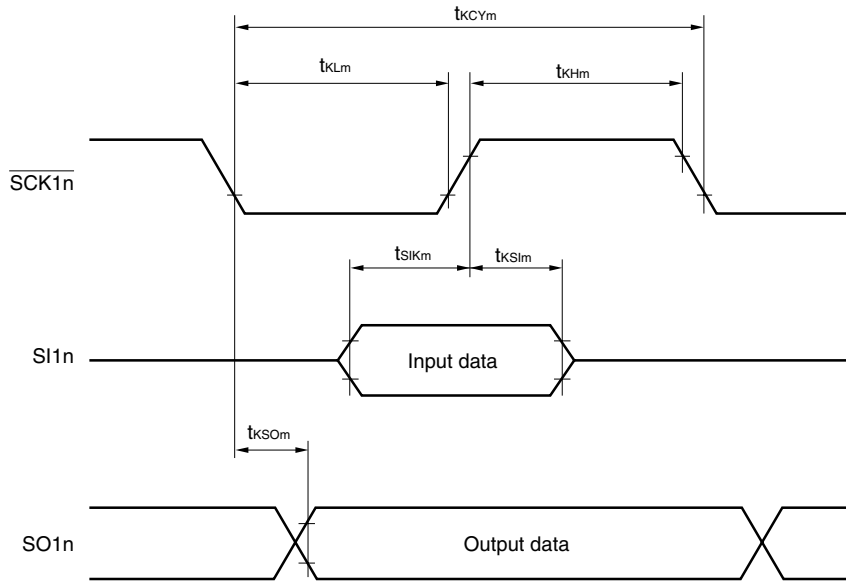 tKCYm
tKLm
tKHm
SCK1n
tSIKm
tKSIm
SI1n
Input data
tKSOm
SO1n
Output data